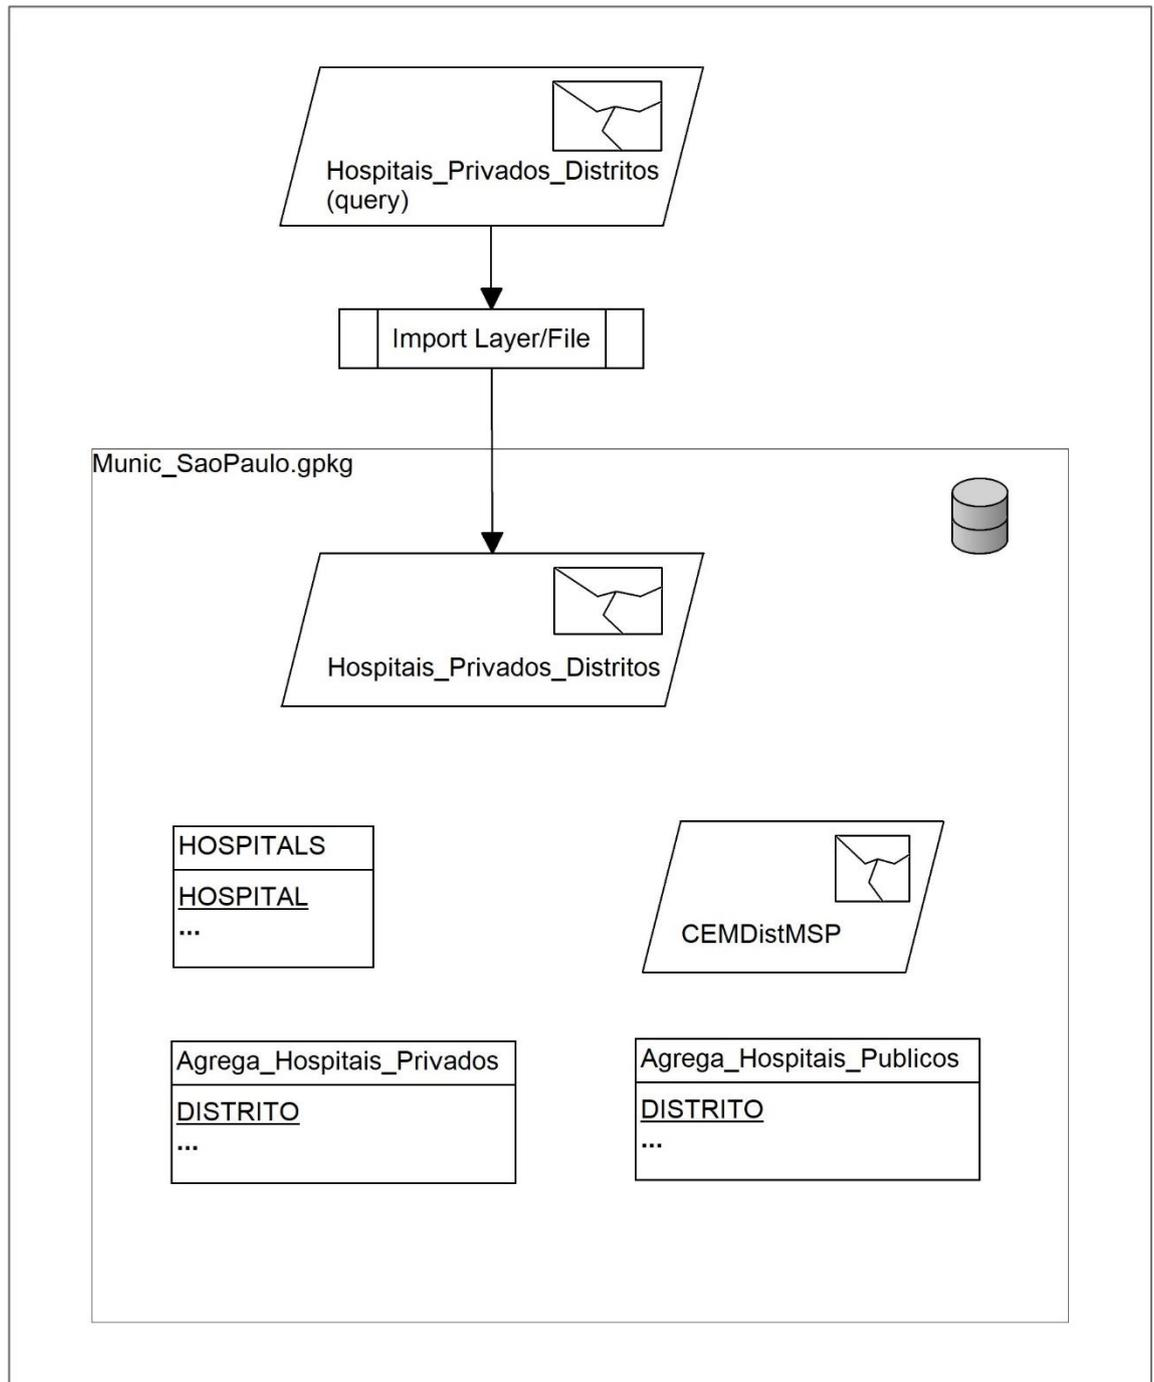 Hospitais_Privados_Distritos
(query)
Import Layer/File
Munic_SaoPaulo.gpkg
Hospitais_Privados_Distritos
HOSPITALS
HOSPITAL
...
CEMDistMSP
Agrega_Hospitais_Privados
DISTRITO
...
Agrega_Hospitais_Publicos
DISTRITO
...